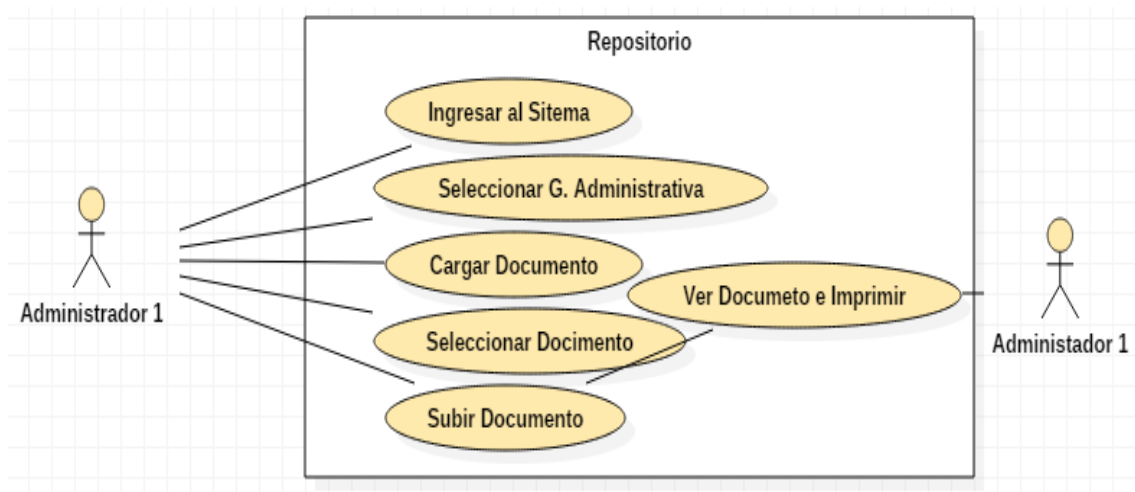 Repositorio
Ingresar al Sitema
Seleccionar G. Administrativa
Cargar Documento
Ver Documeto e Imprimir
Seleccionar Docimento
Subir Documento
Administrador 1
Administador 1